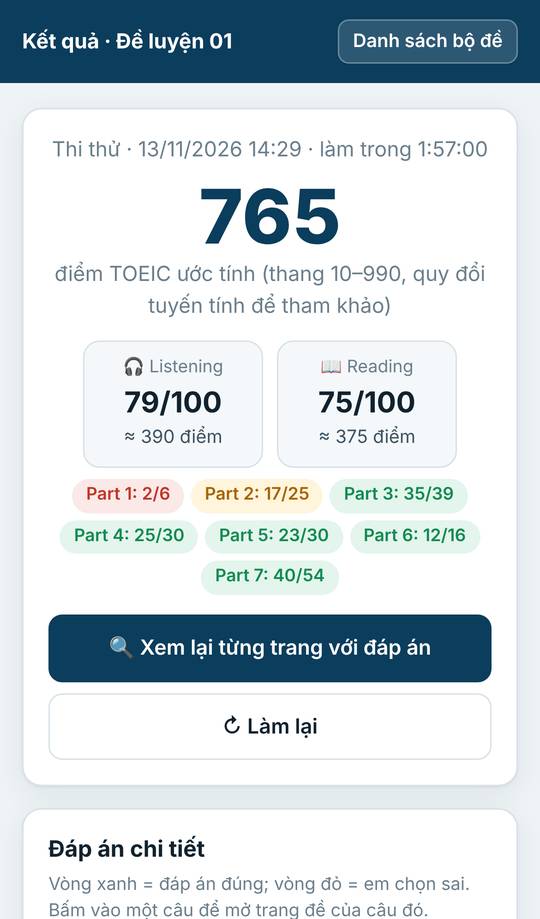 Kết quả · Đề luyện 01
Danh sách bộ đề
Thi thử · 13/11/2026 14:29 · làm trong 1:57:00
765
điểm TOEIC ước tính (thang 10–990, quy đổi
tuyến tính để tham khảo)
🎧 Listening
79/100
≈ 390 điểm
📖 Reading
75/100
≈ 375 điểm
Part 1: 2/6
Part 2: 17/25
Part 3: 35/39
Part 4: 25/30
Part 5: 23/30
Part 6: 12/16
Part 7: 40/54
🔍 Xem lại từng trang với đáp án
↻ Làm lại
Đáp án chi tiết
Vòng xanh = đáp án đúng; vòng đỏ = em chọn sai.
Bấm vào một câu để mở trang đề của câu đó.